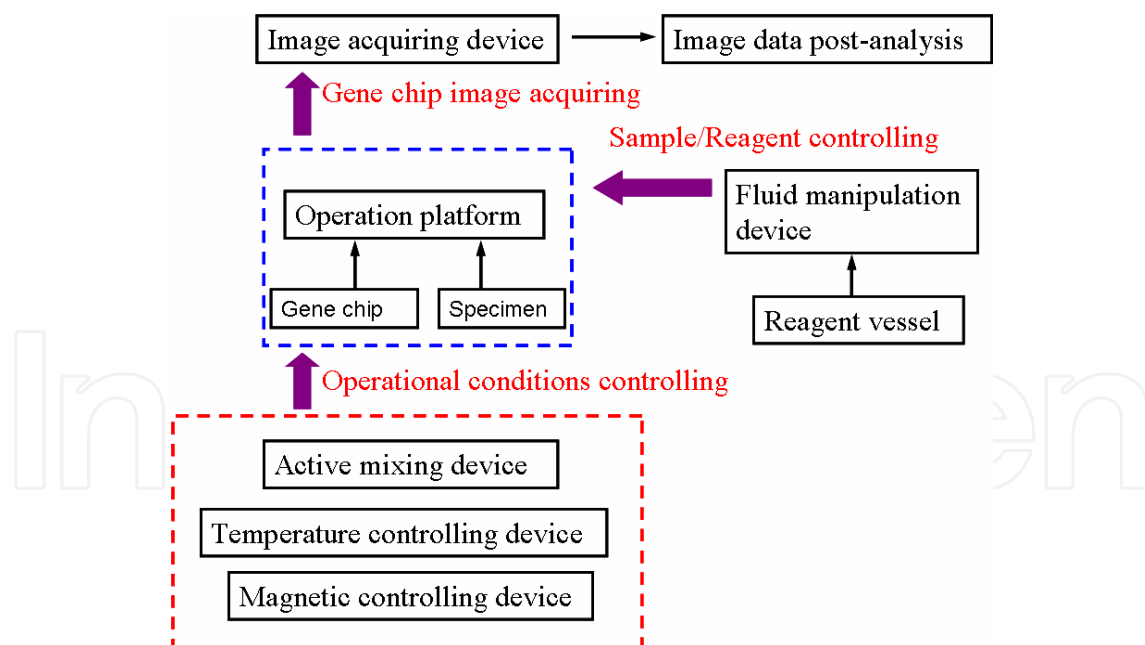 Image acquiring device
Image data post-analysis
Gene chip image acquiring
Sample/Reagent controlling
Operation platform
Fluid manipulation
device
Gene chip
Specimen
Reagent vessel
Operational conditions controlling
Active mixing device
Temperature controlling device
Magnetic controlling device